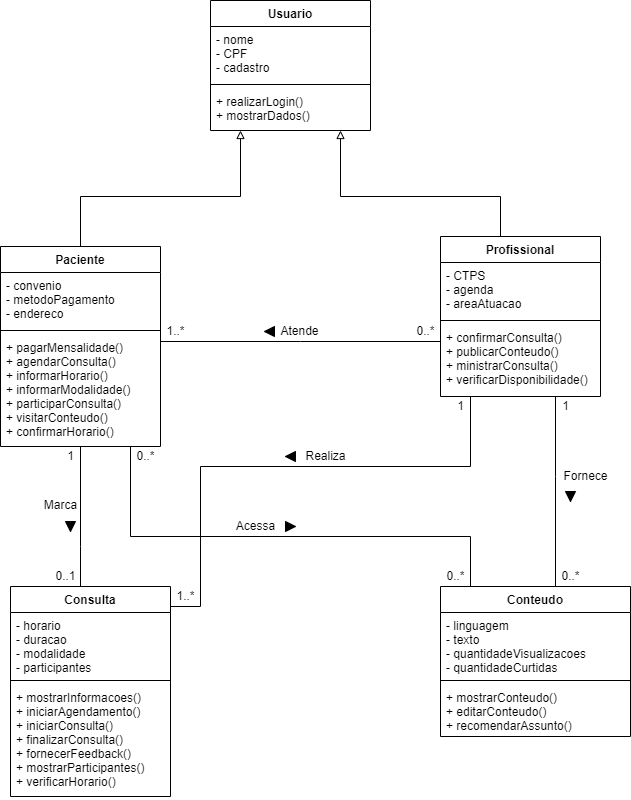 Usuario
- nome
- CPF
- cadastro
+ realizarLogin()
+ mostrarDados()
Paciente
- convenio
- metodoPagamento
- endereco
+ pagarMensalidade()
+ agendarConsulta()
+ informarHorario()
+ informarModalidade()
+ participarConsulta()
+ visitarConteudo()
+ confirmarHorario()
Profissional
- CTPS
- agenda
- areaAtuacao
+ confirmarConsulta()
+ publicarConteudo()
+ ministrarConsulta()
+ verificarDisponibilidade()
1..*
Atende
0..*
1
0..*
Realiza
1
1
Marca
Fornece
Acessa
0..1
1..*
0..*
0..*
Consulta
- horario
- duracao
- modalidade
- participantes
+ mostrarInformacoes()
+ iniciarAgendamento()
+ iniciarConsulta()
+ finalizarConsulta()
+ fornecerFeedback()
+ mostrarParticipantes()
+ verificarHorario()
Conteudo
- linguagem
- texto
- quantidadeVisualizacoes
- quantidadeCurtidas
+ mostrarConteudo()
+ editarConteudo()
+ recomendarAssunto()